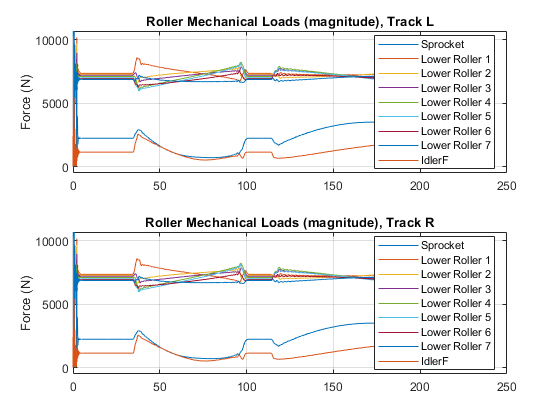 Roller Mechanical Loads (magnitude), Track L
10000
5000
0
Force (N)
0
50
100
150
200
250
Sprocket
Lower Roller 1
Lower Roller 2
Lower Roller 3
Lower Roller 4
Lower Roller 5
Lower Roller 6
Lower Roller 7
IdlerF
Roller Mechanical Loads (magnitude), Track R
10000
5000
0
Force (N)
0
50
100
150
200
250
Sprocket
Lower Roller 1
Lower Roller 2
Lower Roller 3
Lower Roller 4
Lower Roller 5
Lower Roller 6
Lower Roller 7
IdlerF